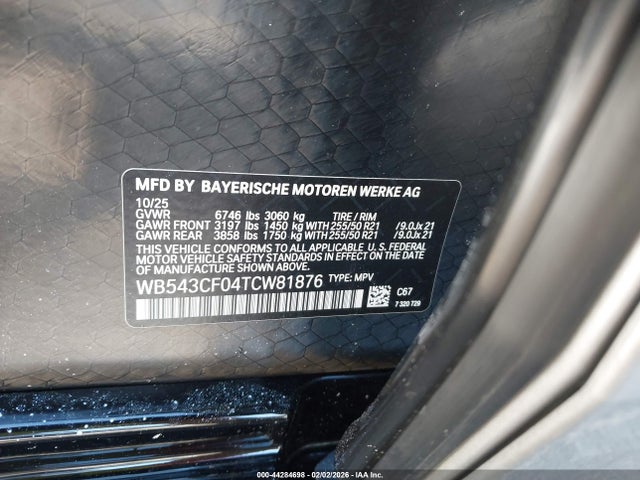 MFD BY BAYERISCHE MOTOREN WERKE AG
10/25
GVWR 6746 lbs 3060 kg TIRE / RIM
GAWR FRONT 3197 lbs 1450 kg WITH 255/50 R21 /9.0Jx 21
GAWR REAR 3858 lbs 1750 kg WITH 255/50 R21 /9.0Jx 21
THIS VEHICLE CONFORMS TO ALL APPLICABLE U. S. FEDERAL
MOTOR VEHICLE SAFETY STANDARDS IN EFFECT ON THE DATE
OF MANUFACTURE SHOWN ABOVE.
WB543CF04TCW81876 TYPE: MPV
C67
7 320 729
000-44284698 | 02/02/2026 - IAA, Inc.